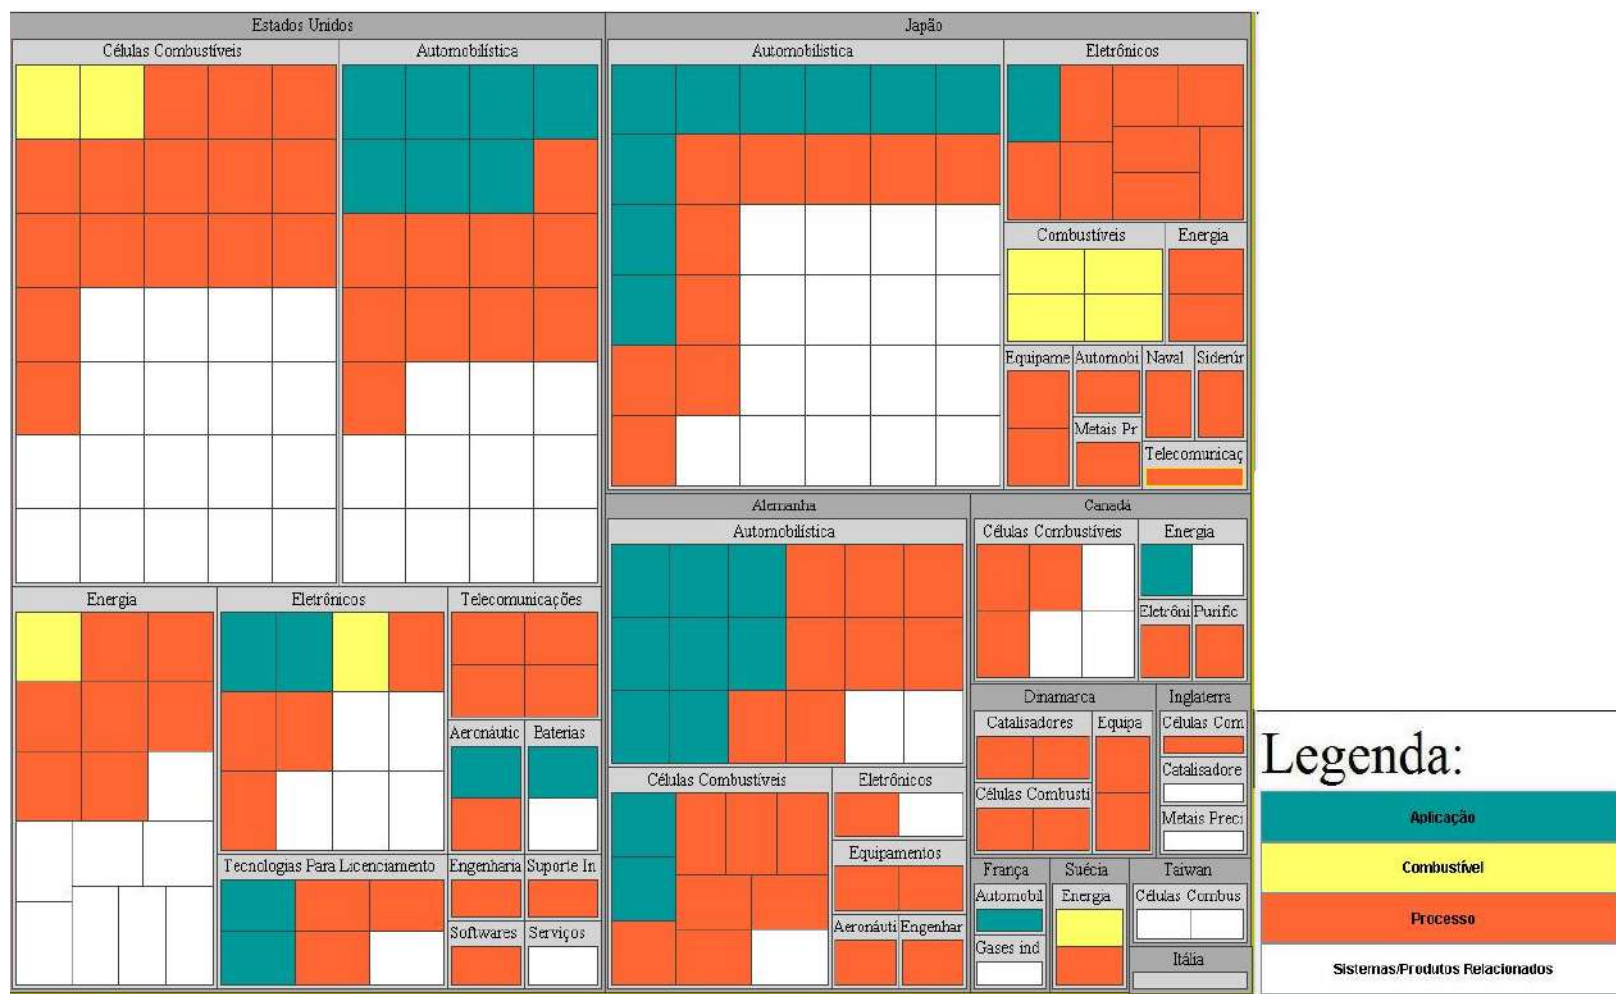 Estados Unidos
Células Combustíveis
Automobilística
Energia
Eletrônicos
Telecomunicações
Aeronáutic
Baterias
Tecnologias Para Licenciamento
Engenharia
Suporte In
Softwares
Serviços
Japão
Automobilistica
Eletrônicos
Combustíveis
Energia
Equipame
Automobi
Naval
Siderúr
Metais Pr
Telecomunicaç
Alemanha
Automobilística
Células Combustíveis
Eletrônicos
Equipamentos
Aeronáuti
Engenhar
Canadá
Células Combustíveis
Energia
Eletrôni
Purific
Dinamarca
Catalisadores
Equipa
Células Combusti
Inglaterra
Células Com
Catalisadore
Metais Preci
França
Automobil
Gases ind
Suécia
Energia
Taiwan
Células Combus
Itália
Legenda:
Aplicação
Combustível
Processo
Sistemas/Produtos Relacionados